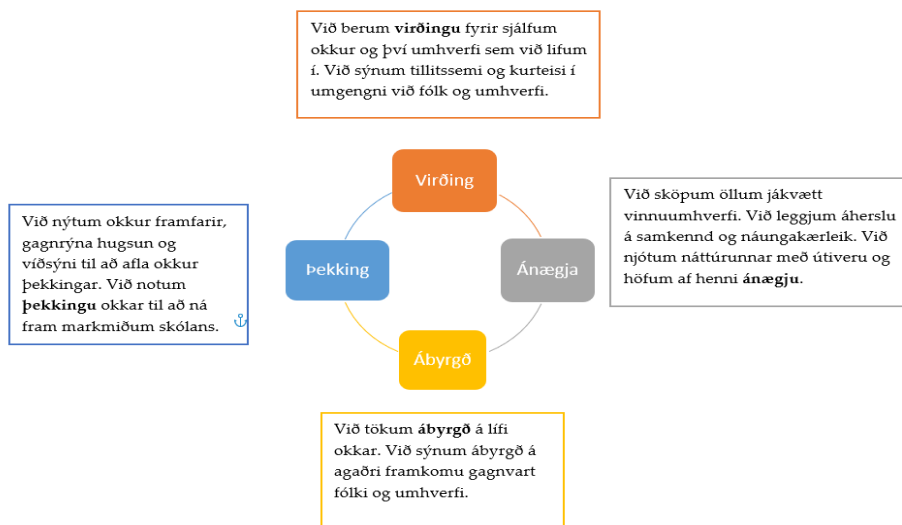 Við berum virðingu fyrir sjálfum
okkur og því umhverfi sem við lifum
í. Við sýnum tillitssemi og kurteisi í
umgengni við fólk og umhverfi.
Virðing
Við sköpum öllum jákvætt
vinnuumhverfi. Við leggjum áherslu
á samkennd og náungakærleik. Við
njótum náttúrunnar með útiveru og
höfum af henni ánægju.
Við nýtum okkur framfarir,
gagnrýna hugsun og
víðsýni til að afla okkur
þekkingar. Við notum
þekkingu okkar til að ná
fram markmiðum skólans.
Þekking
Ánægja
Ábyrgð
Við tökum ábyrgð á lífi
okkar. Við sýnum ábyrgð á
agaðri framkomu gagnvart
fólki og umhverfi.